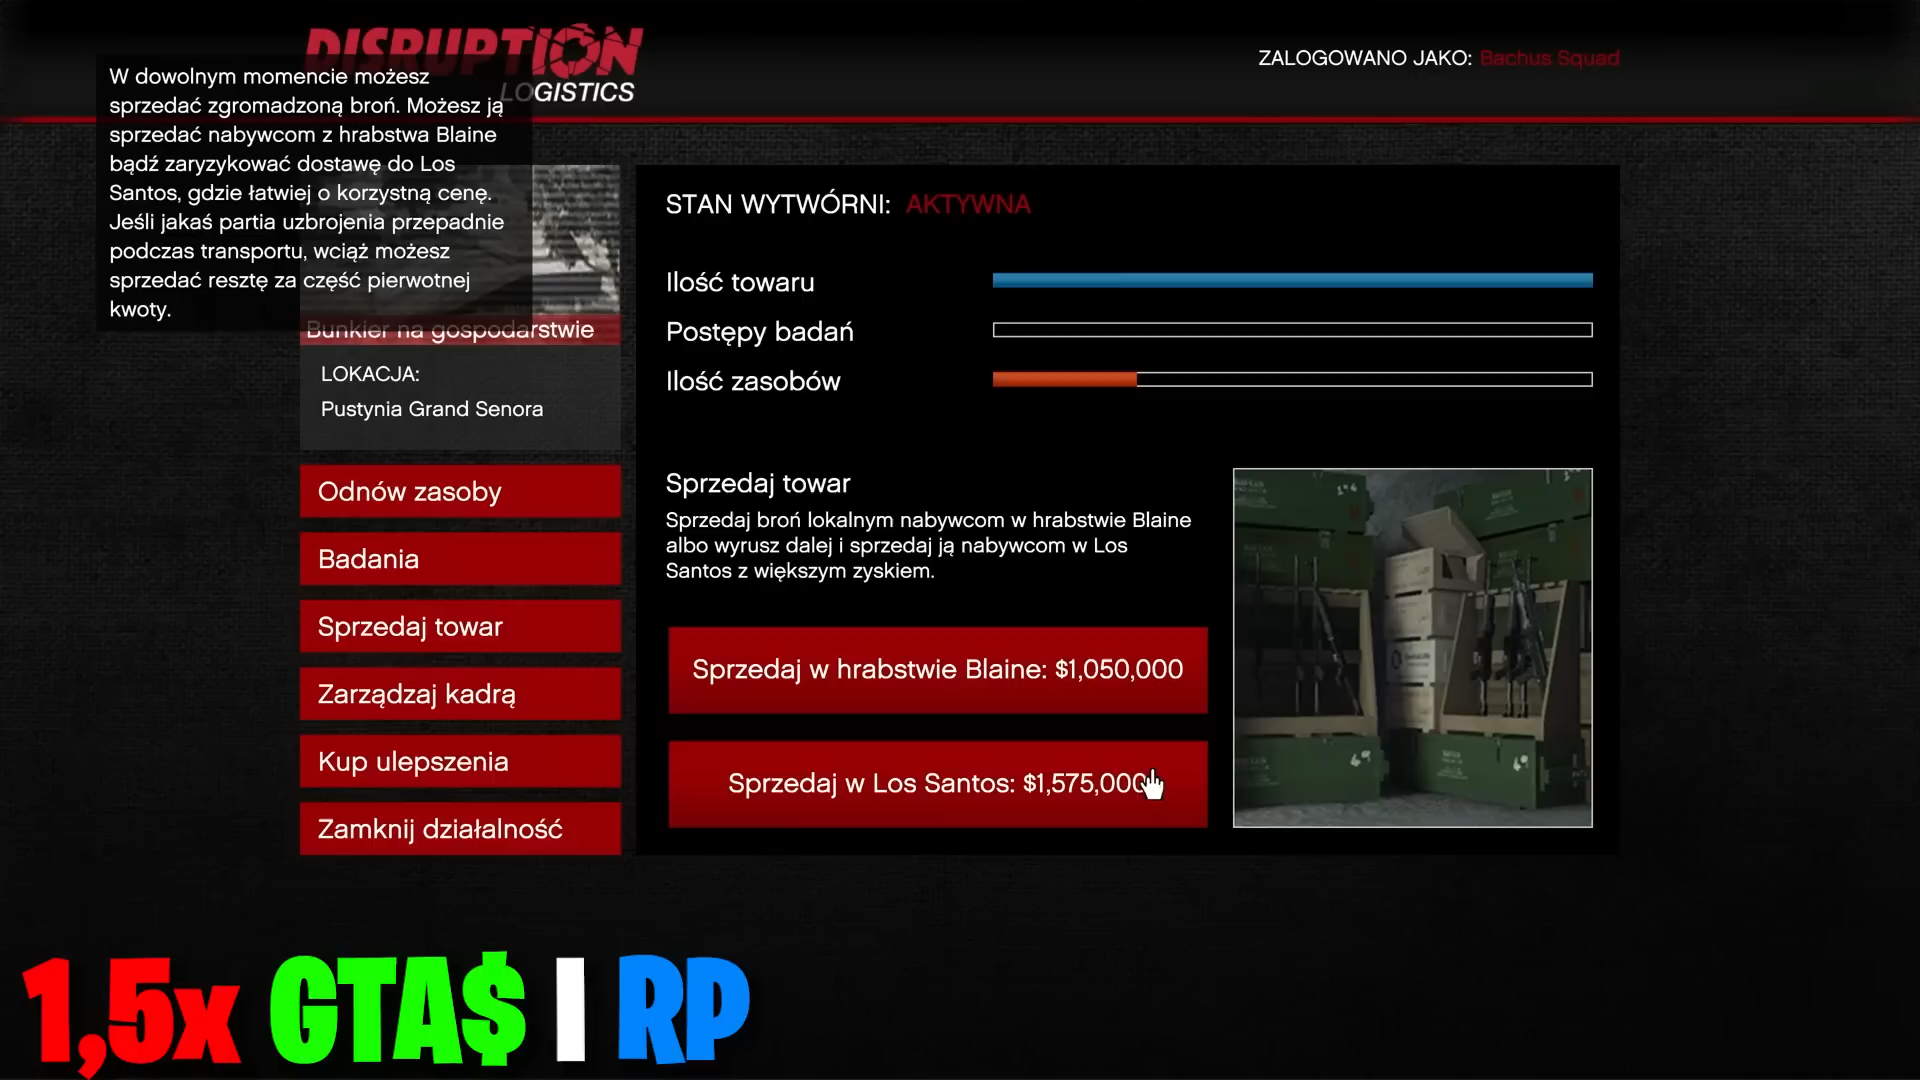 DISRUPTION
LOGISTICS
ZALOGOWANO JAKO: Bachus Squad
W dowolnym momencie możesz
sprzedać zgromadzoną broń. Możesz ją
sprzedać nabywcom z hrabstwa Blaine
bądź zaryzykować dostawę do Los
Santos, gdzie łatwiej o korzystną cenę.
Jeśli jakaś partia uzbrojenia przepadnie
podczas transportu, wciąż możesz
sprzedać resztę za część pierwotnej
kwoty.
Bunkier na gospodarstwie
LOKACJA:
Pustynia Grand Senora
Odnów zasoby
Badania
Sprzedaj towar
Zarządzaj kadrą
Kup ulepszenia
Zamknij działalność
STAN WYTWÓRNI: AKTYWNA
Ilość towaru
Postępy badań
Ilość zasobów
Sprzedaj towar
Sprzedaj broń lokalnym nabywcom w hrabstwie Blaine
albo wyrusz dalej i sprzedaj ją nabywcom w Los
Santos z większym zyskiem.
Sprzedaj w hrabstwie Blaine: $1,050,000
Sprzedaj w Los Santos: $1,575,000
1,5x GTA$ I RP